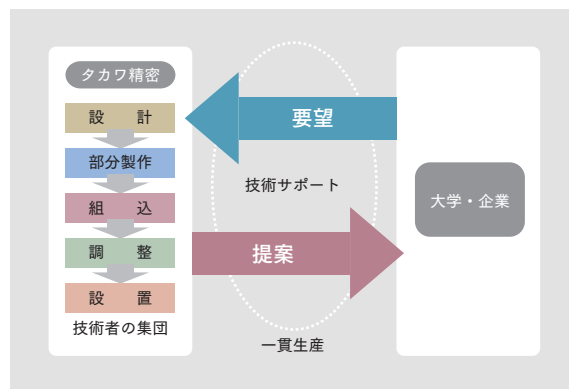 タカワ精密
設計
部分製作
組込
調整
設置
技術者の集団
要望
技術サポート
提案
一貫生産
大学・企業